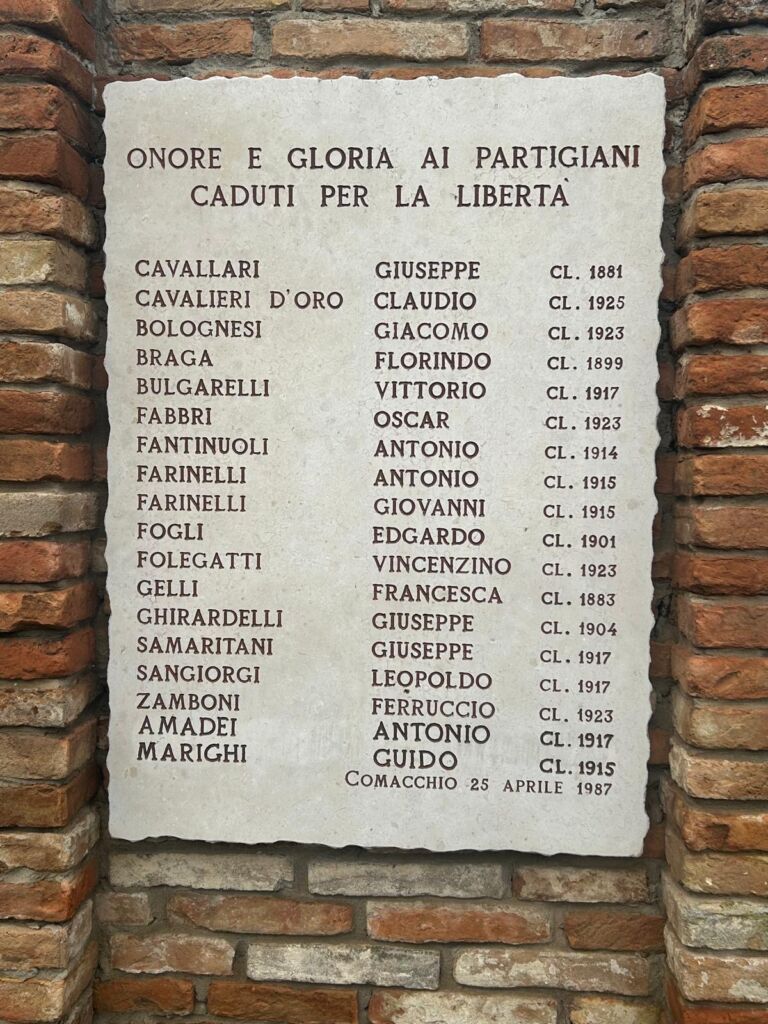 ONORE E GLORIA AI PARTIGIANI
CADUTI PER LA LIBERTÀ
CAVALLARI GIUSEPPE CL. 1881
CAVALIERI D'ORO CLAUDIO CL. 1925
BOLOGNESI GIACOMO CL. 1923
BRAGA FLORINDO CL. 1899
BULGARELLI VITTORIO CL. 1917
FABBRI OSCAR CL. 1923
FANTINUOLI ANTONIO CL. 1914
FARINELLI ANTONIO CL. 1915
FARINELLI GIOVANNI CL. 1915
FOGLI EDGARDO CL. 1901
FOLEGATTI VINCENZINO CL. 1923
GELLI FRANCESCA CL. 1883
GHIRARDELLI GIUSEPPE CL. 1904
SAMARITANI GIUSEPPE CL. 1917
SANGIORGI LEOPOLDO CL. 1917
ZAMBONI FERRUCCIO CL. 1923
AMADEI ANTONIO CL. 1917
MARIGHI GUIDO CL. 1915
COMACCHIO 25 APRILE 1987